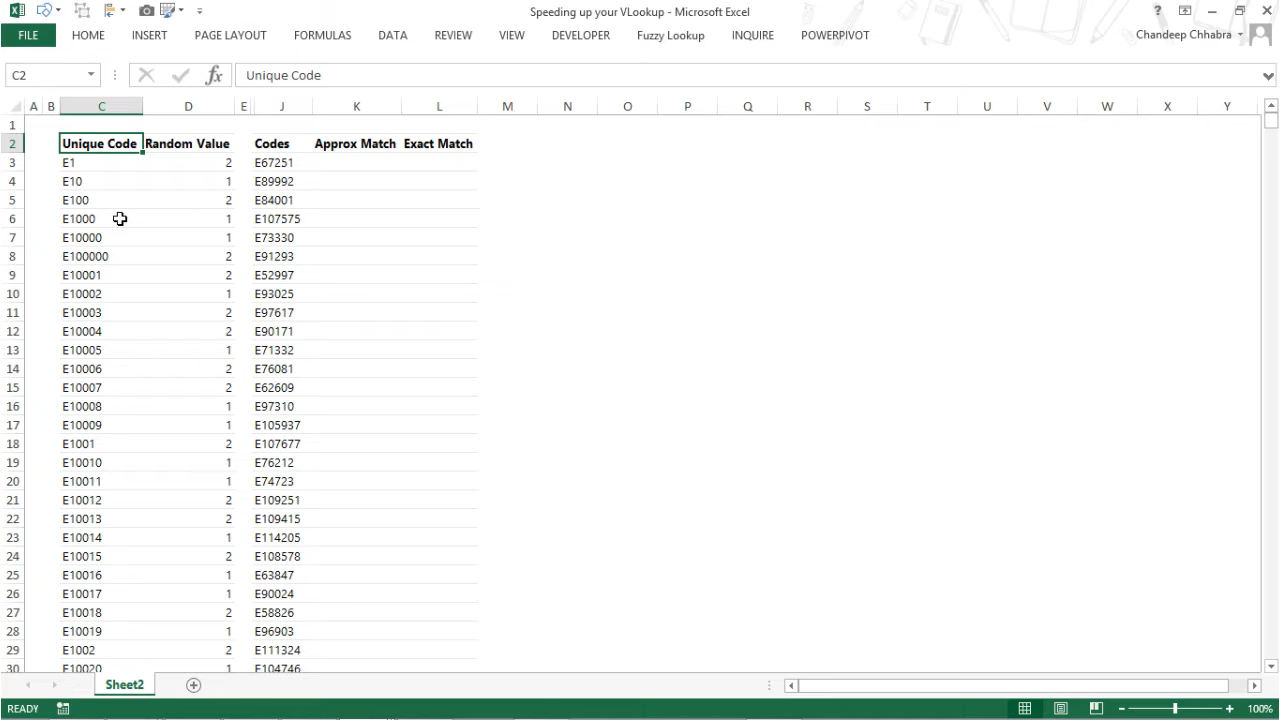 Speeding up your VLookup - Microsoft Excel
?
FILE HOME INSERT PAGE LAYOUT FORMULAS DATA REVIEW VIEW DEVELOPER Fuzzy Lookup INQUIRE POWERPIVOT Chandeep Chhabra
C2 fx Unique Code
A B C D E J K L M N O P Q R S T U V W X Y
1
2 Unique Code Random Value Codes Approx Match Exact Match
3 E1 2 E67251
4 E10 1 E89992
5 E100 2 E84001
6 E1000 1 E107575
7 E10000 1 E73330
8 E100000 2 E91293
9 E10001 2 E52997
10 E10002 1 E93025
11 E10003 2 E97617
12 E10004 2 E90171
13 E10005 1 E71332
14 E10006 2 E76081
15 E10007 2 E62609
16 E10008 1 E97310
17 E10009 1 E105937
18 E1001 2 E107677
19 E10010 1 E76212
20 E10011 1 E74723
21 E10012 2 E109251
22 E10013 2 E109415
23 E10014 1 E114205
24 E10015 2 E108578
25 E10016 1 E63847
26 E10017 1 E90024
27 E10018 2 E58826
28 E10019 1 E96903
29 E1002 2 E111324
30 E10020 1 E104746
Sheet2
READY 100%